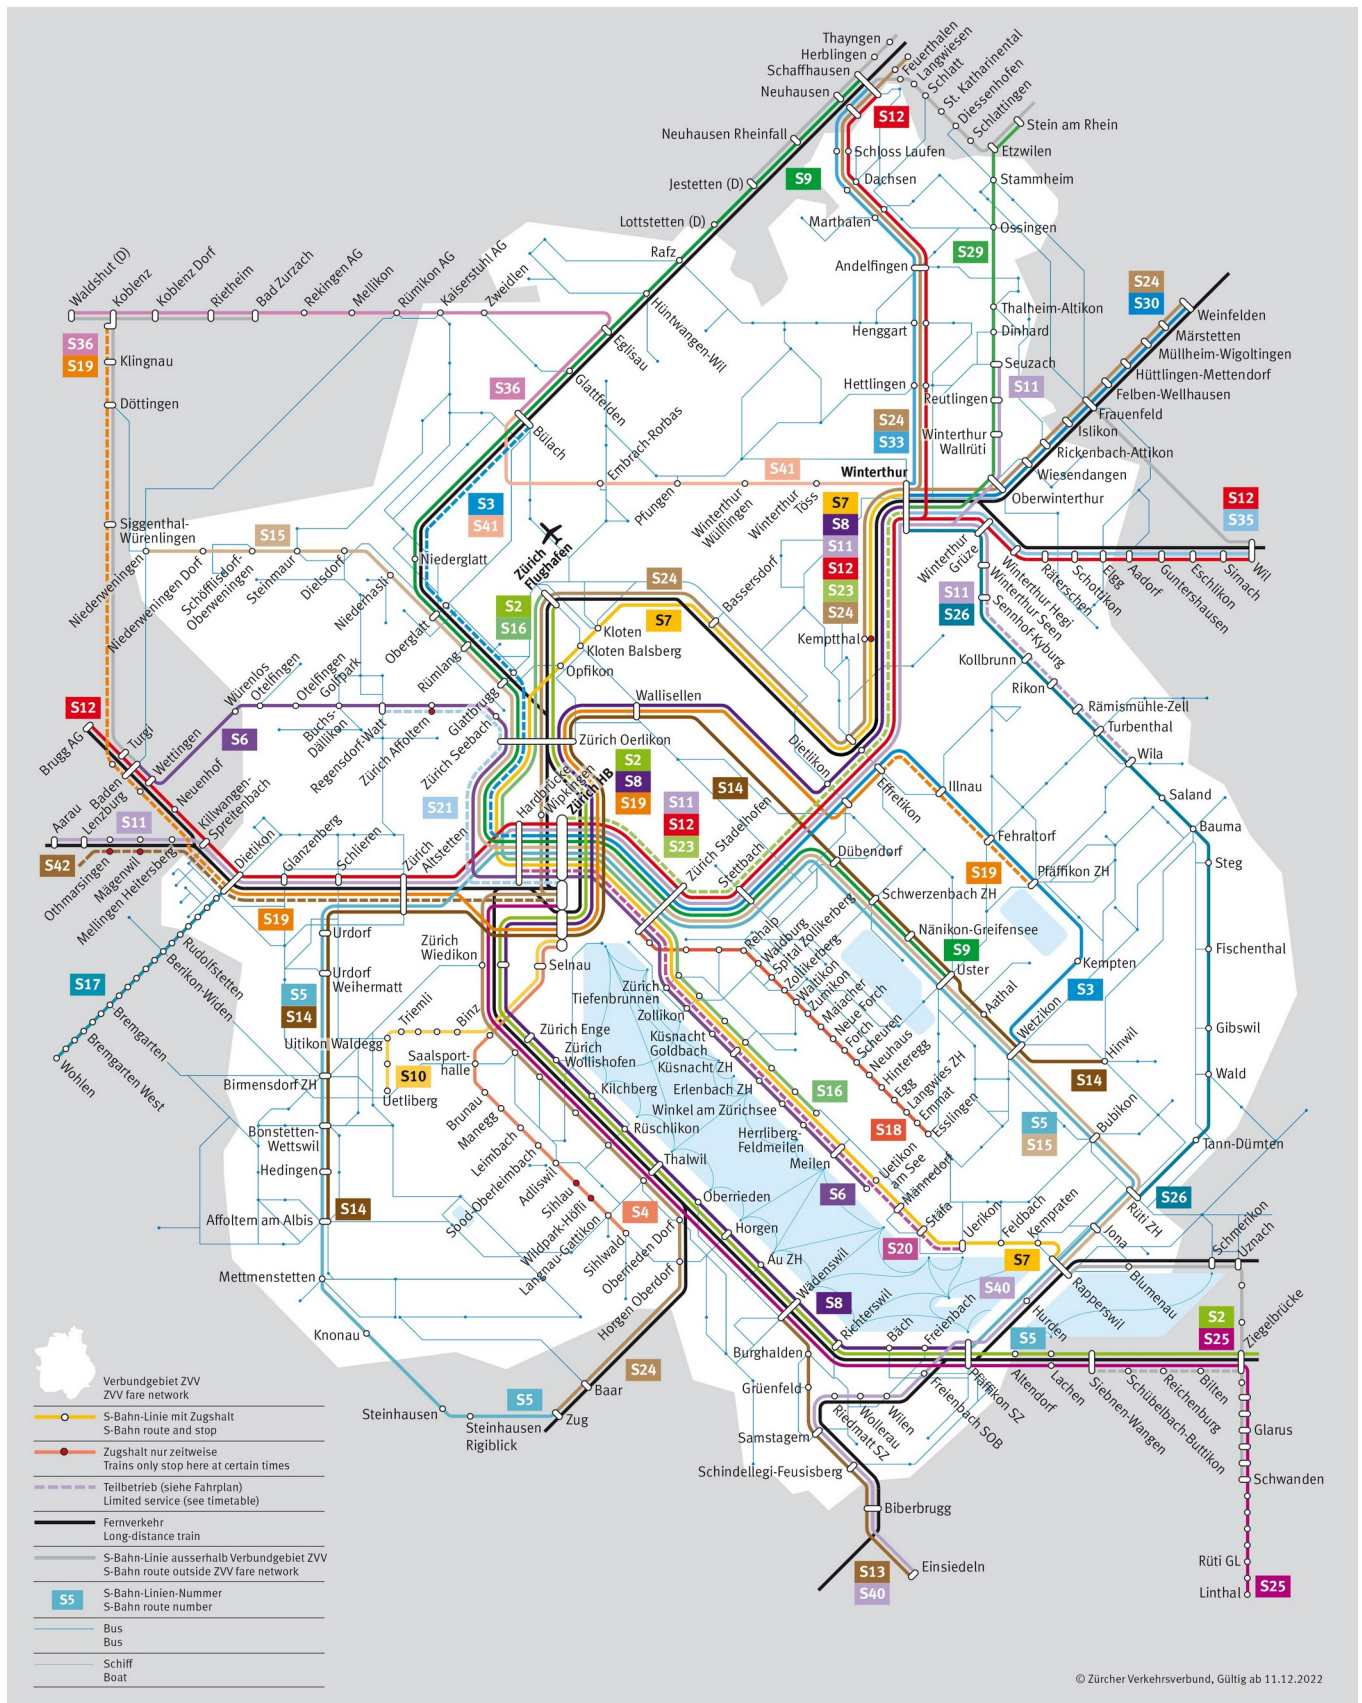 Thayngen
Herblingen
Schaffhausen
Neuhausen
Feuerthalen
Langwiesen
Schlatt
St. Katharinental
Diessenhofen
Schlattingen
S12
Stein am Rhein
Neuhausen Rheinfall
Schloss Laufen
Etzwilen
Jestetten (D)
S9
Dachsen
Stammheim
Lottstetten (D)
Marthalen
Ossingen
Rafz
S29
Andelfingen
Waldshut (D)
Koblenz
Koblenz Dorf
Rietheim
Bad Zurzach
Rekingen AG
Mellikon
Rümikon AG
Kaiserstuhl AG
Zweidlen
Hüntwangen-Wil
Eglisau
Glattfelden
S24
S30
Thalheim-Altikon
Weinfelden
Märstetten
Müllheim-Wigoltingen
Hüttlingen-Mettendorf
Felben-Wellhausen
Frauenfeld
Islikon
Rickenbach-Attikon
Wiesendangen
Oberwinterthur
Henggart
Dinhard
S36
S19
Klingnau
Seuzach
S36
Hettlingen
S11
Döttingen
Reutlingen
Bülach
Embrach-Rorbas
S24
S33
Winterthur
Wallrüti
Winterthur
S41
Pfungen
Winterthur
Wülflingen
Winterthur
Töss
S3
S41
S7
S8
S11
S12
S23
S24
S12
S35
Siggenthal-
Würenlingen
S15
Niederweningen
Niederweningen Dorf
Schöfflisdorf-
Oberweningen
Steinmaur
Dielsdorf
Niederhasli
Niederglatt
Oberglatt
Rümlang
Zürich
Flughafen
S24
Bassersdorf
Winterthur
Grüze
Winterthur Hegi
Winterthur Seen
Sennhof-Kyburg
Räterschen
Schottikon
Elgg
Aadorf
Guntershausen
Eschlikon
Sirnach
Wil
S11
S26
S2
S16
S7
Kloten
Kloten Balsberg
Opfikon
Kemptthal
Kollbrunn
Rikon
Rämismühle-Zell
Turbenthal
Wila
S12
Brugg AG
Turgi
Baden
Wettingen
Neuenhof
Killwangen-
Spreitenbach
Würenlos
Otelfingen
Otelfingen
Golfpark
Buchs-
Dällikon
Regensdorf-Watt
Zürich Affoltern
Zürich Seebach
Glattbrugg
S6
Wallisellen
Zürich Oerlikon
Dietlikon
S2
S8
S19
Hardbrücke
Wipkingen
Zürich HB
S21
S14
Effretikon
Illnau
Saland
Aarau
Lenzburg
S11
S42
Othmarsingen
Mägenwil
Mellingen Heitersberg
Dietikon
Glanzenberg
Schlieren
Zürich
Altstetten
S11
S12
S23
Zürich Stadelhofen
Stettbach
Dübendorf
Fehraltorf
Bauma
Steg
S19
Pfäffikon ZH
Schwerzenbach ZH
S19
Urdorf
Nänikon-Greifensee
S9
Uster
Fischenthal
Kempten
Urdorf
Weihermatt
Rudolfstetten
Berikon-Widen
S17
Bremgarten
Bremgarten West
Wohlen
S5
S14
Zürich
Wiedikon
Selnau
Zürich
Tiefenbrunnen
Zollikon
Küsnacht
Goldbach
Küsnacht ZH
Erlenbach ZH
Winkel am Zürichsee
Herrliberg-
Feldmeilen
Meilen
Rehalp
Waldburg
Spital Zollikerberg
Zollikerberg
Waltikon
Zumikon
Maiacher
Neue Forch
Forch
Scheuren
Neuhaus
Hinteregg
Egg
Langwies ZH
Emmat
Esslingen
S3
Aathal
Wetzikon
Hinwil
S14
Gibswil
Wald
Uitikon Waldegg
Triemli
Binz
Zürich Enge
Zürich
Wollishofen
Saalsport-
halle
S10
Uetliberg
Birmensdorf ZH
Kilchberg
S16
S18
S5
S15
Bubikon
Tann-Dürnten
Brunau
Manegg
Leimbach
Sood-Oberleimbach
Adliswil
Sihlau
Wildpark-Höfli
Langnau-Gattikon
Sihlwald
Rüschlikon
Bonstetten-
Wettswil
Hedingen
Thalwil
S6
Uetikon
am See
Männedorf
Stäfa
Uerikon
Feldbach
Kempraten
S26
Rüti ZH
Jona
S14
Affoltern am Albis
S4
Oberrieden
Oberrieden Dorf
Horgen
Au ZH
Wädenswil
S20
S7
Schmerikon
Uznach
Mettmenstetten
Horgen Oberdorf
S8
Richterswil
S40
Rapperswil
Blumenau
Hurden
Bäch
Freienbach
S5
S2
S25
Ziegelbrücke
Knonau
Burghalden
S24
Baar
Zug
Grüenfeld
Pfäffikon SZ
Freienbach SOB
Altendorf
Lachen
Siebnen-Wangen
Schübelbach-Buttikon
Reichenburg
Bilten
Steinhausen
S5
Steinhausen
Rigiblick
Samstagern
Riedmatt SZ
Wollerau
Wilen
Glarus
Schwanden
Schindellegi-Feusisberg
Biberbrugg
Rüti GL
Linthal
S25
S13
S40
Einsiedeln
Verbundgebiet ZVV
ZVV fare network
S-Bahn-Linie mit Zugshalt
S-Bahn route and stop
Zugshalt nur zeitweise
Trains only stop here at certain times
Teilbetrieb (siehe Fahrplan)
Limited service (see timetable)
Fernverkehr
Long-distance train
S-Bahn-Linie ausserhalb Verbundgebiet ZVV
S-Bahn route outside ZVV fare network
S5
S-Bahn-Linien-Nummer
S-Bahn route number
Bus
Bus
Schiff
Boat
© Zürcher Verkehrsverbund, Gültig ab 11.12.2022